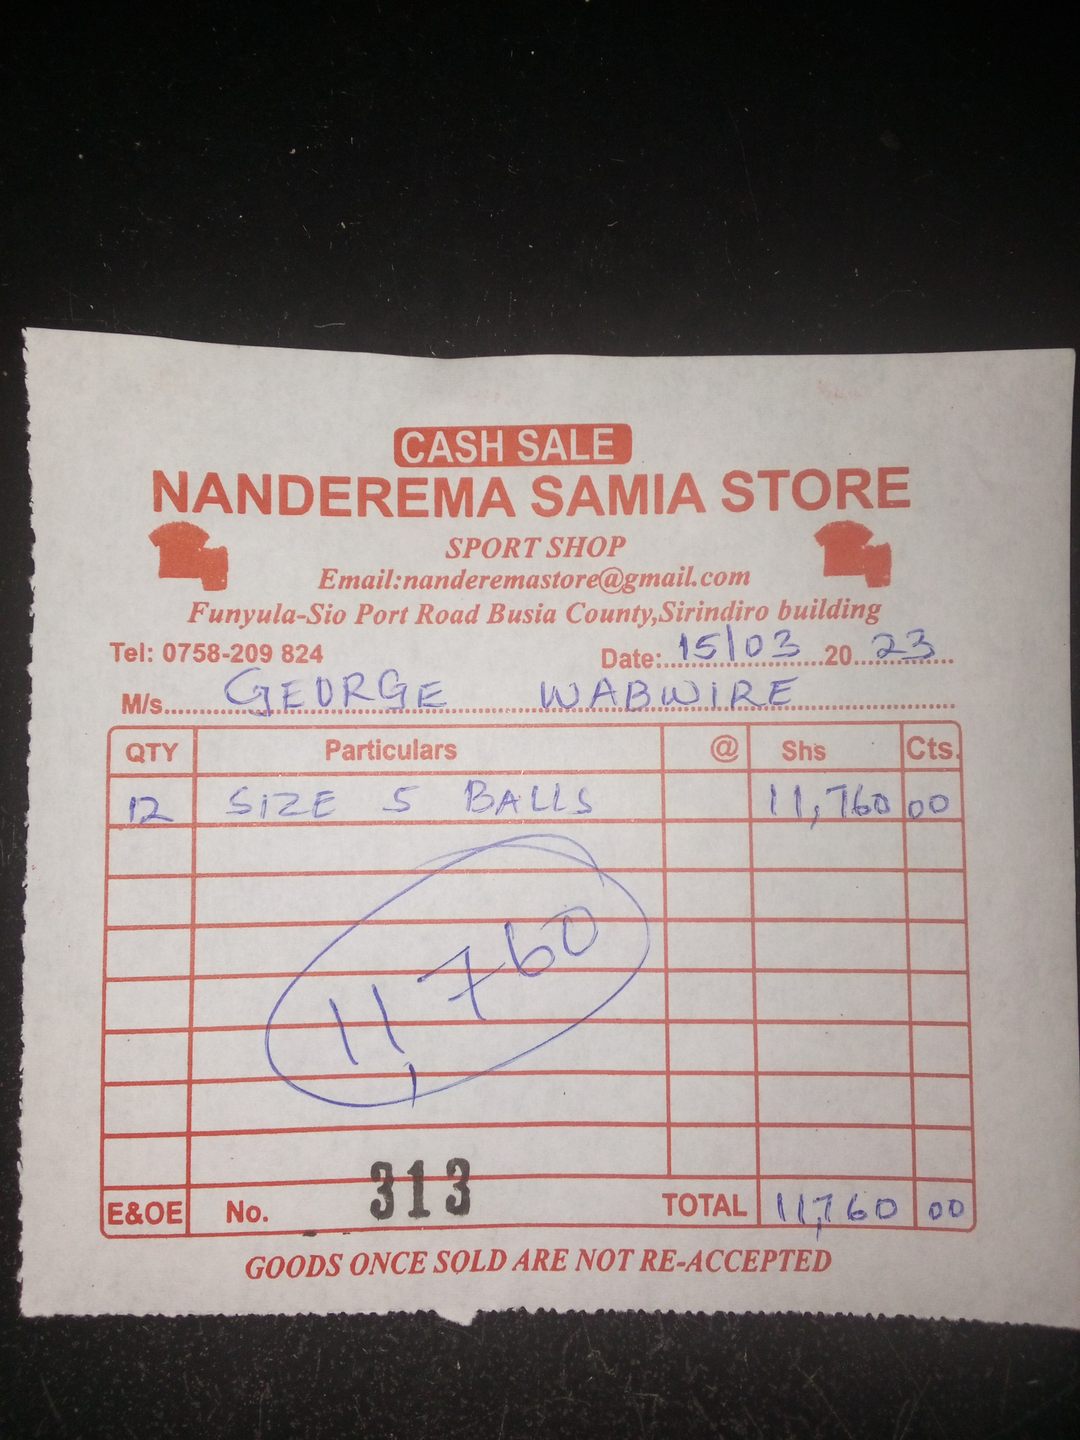 CASH SALE
NANDEREMA SAMIA STORE
SPORT SHOP
Email:nanderemastore@gmail.com
Funyula-Sio Port Road Busia County,Sirindiro building
Tel: 0758-209 824 Date:15/03 20 23
M/s. GEORGE WABWIRE
QTY Particulars @ Shs Cts.
12 SIZE 5 BALLS 11,760 00
11,760
E&OE No. 313 TOTAL 11,760 00
GOODS ONCE SOLD ARE NOT RE-ACCEPTED